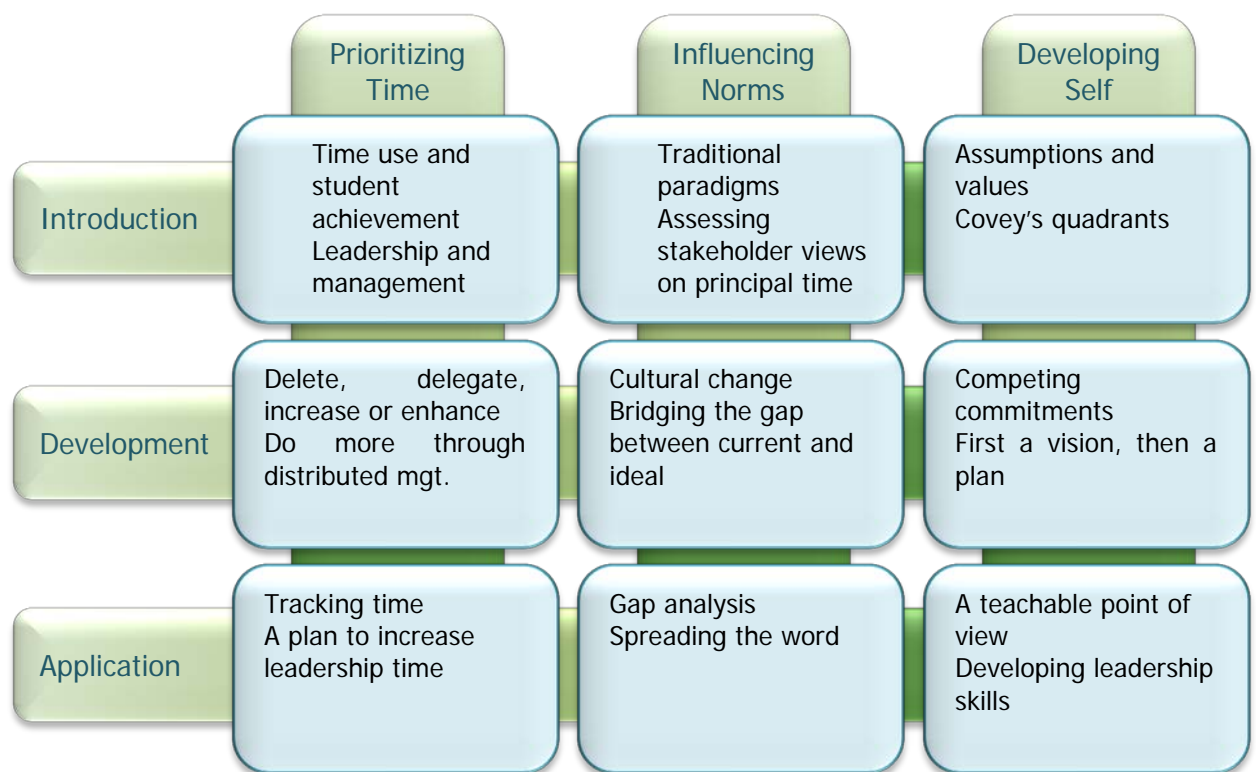 Prioritizing
Time
Influencing
Norms
Developing
Self
Introduction
Time use and
student
achievement
Leadership and
management
Traditional
paradigms
Assessing
stakeholder views
on principal time
Assumptions and
values
Covey's quadrants
Development
Delete, delegate,
increase or enhance
Do more through
distributed mgt.
Cultural change
Bridging the gap
between current and
ideal
Competing
commitments
First a vision, then a
plan
Application
Tracking time
A plan to increase
leadership time
Gap analysis
Spreading the word
A teachable point of
view
Developing leadership
skills